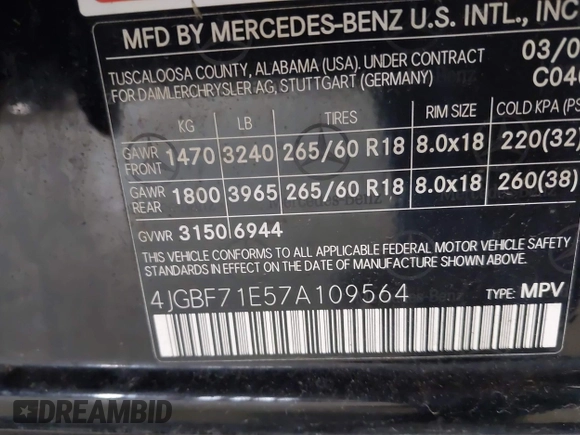 MFD BY MERCEDES-BENZ U.S. INTL., INC
TUSCALOOSA COUNTY, ALABAMA (USA). UNDER CONTRACT 03/0
FOR DAIMLERCHRYSLER AG, STUTTGART (GERMANY) C04
KG LB TIRES RIM SIZE COLD KPA (PS
GAWR FRONT 1470 3240 265/60 R18 8.0x18 220(32)
GAWR REAR 1800 3965 265/60 R18 8.0x18 260(38)
GVWR 3150 6944
THIS VEHICLE CONFORMS TO ALL APPLICABLE FEDERAL MOTOR VEHICLE SAFETY
STANDARDS IN EFFECT ON THE DATE OF MANUFACTURE SHOWN ABOVE.
4JGBF71E57A109564 TYPE: MPV
DREAMBID